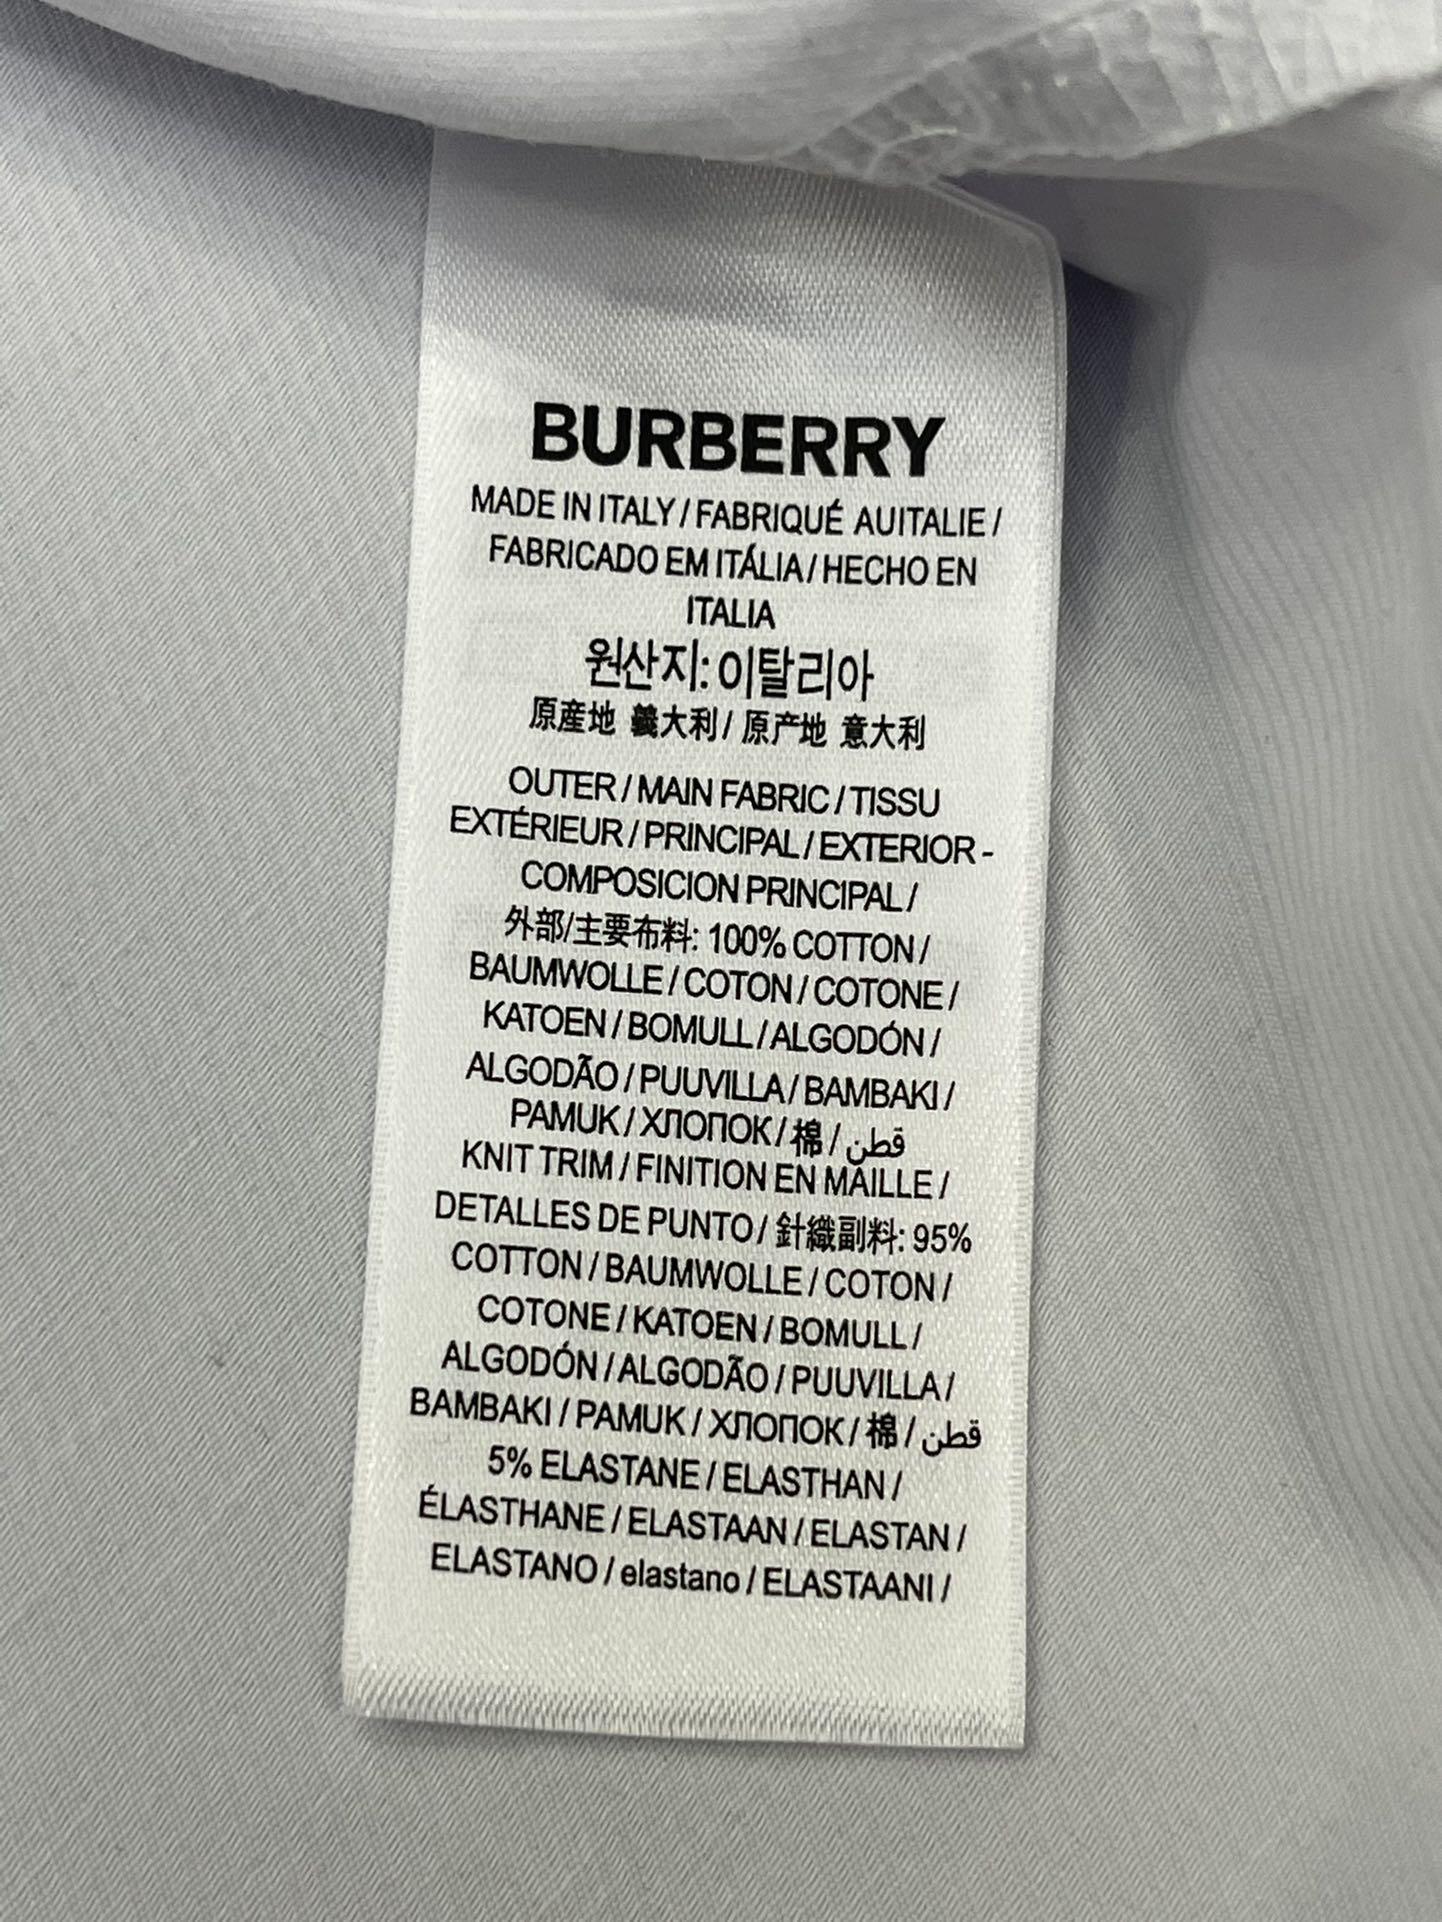 BURBERRY
MADE IN ITALY / FABRIQUÉ AUITALIE /
FABRICADO EM ITÁLIA / HECHO EN
ITALIA
원산지: 이탈리아
原産地 義大利 / 原产地 意大利
OUTER / MAIN FABRIC / TISSU
EXTÉRIEUR / PRINCIPAL / EXTERIOR -
COMPOSICION PRINCIPAL /
外部/主要布料: 100% COTTON /
BAUMWOLLE / COTON / COTONE /
KATOEN / BOMULL / ALGODÓN /
ALGODÃO / PUUVILLA / BAMBAKI /
PAMUK / ХЛОПОК / 棉 / قطن
KNIT TRIM / FINITION EN MAILLE /
DETALLES DE PUNTO / 針織副料: 95%
COTTON / BAUMWOLLE / COTON /
COTONE / KATOEN / BOMULL /
ALGODÓN / ALGODÃO / PUUVILLA /
BAMBAKI / PAMUK / ХЛОПОК / 棉 / قطن
5% ELASTANE / ELASTHAN /
ÉLASTHANE / ELASTAAN / ELASTAN /
ELASTANO / elastano / ELASTAANI /